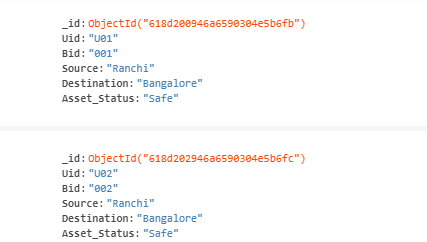 _id: ObjectId("618d200946a6590304e5b6fb")
Uid: "U01"
Bid: "001"
Source: "Ranchi"
Destination: "Bangalore"
Asset_Status: "Safe"
_id: ObjectId("618d202946a6590304e5b6fc")
Uid: "U02"
Bid: "002"
Source: "Ranchi"
Destination: "Bangalore"
Asset_Status: "Safe"